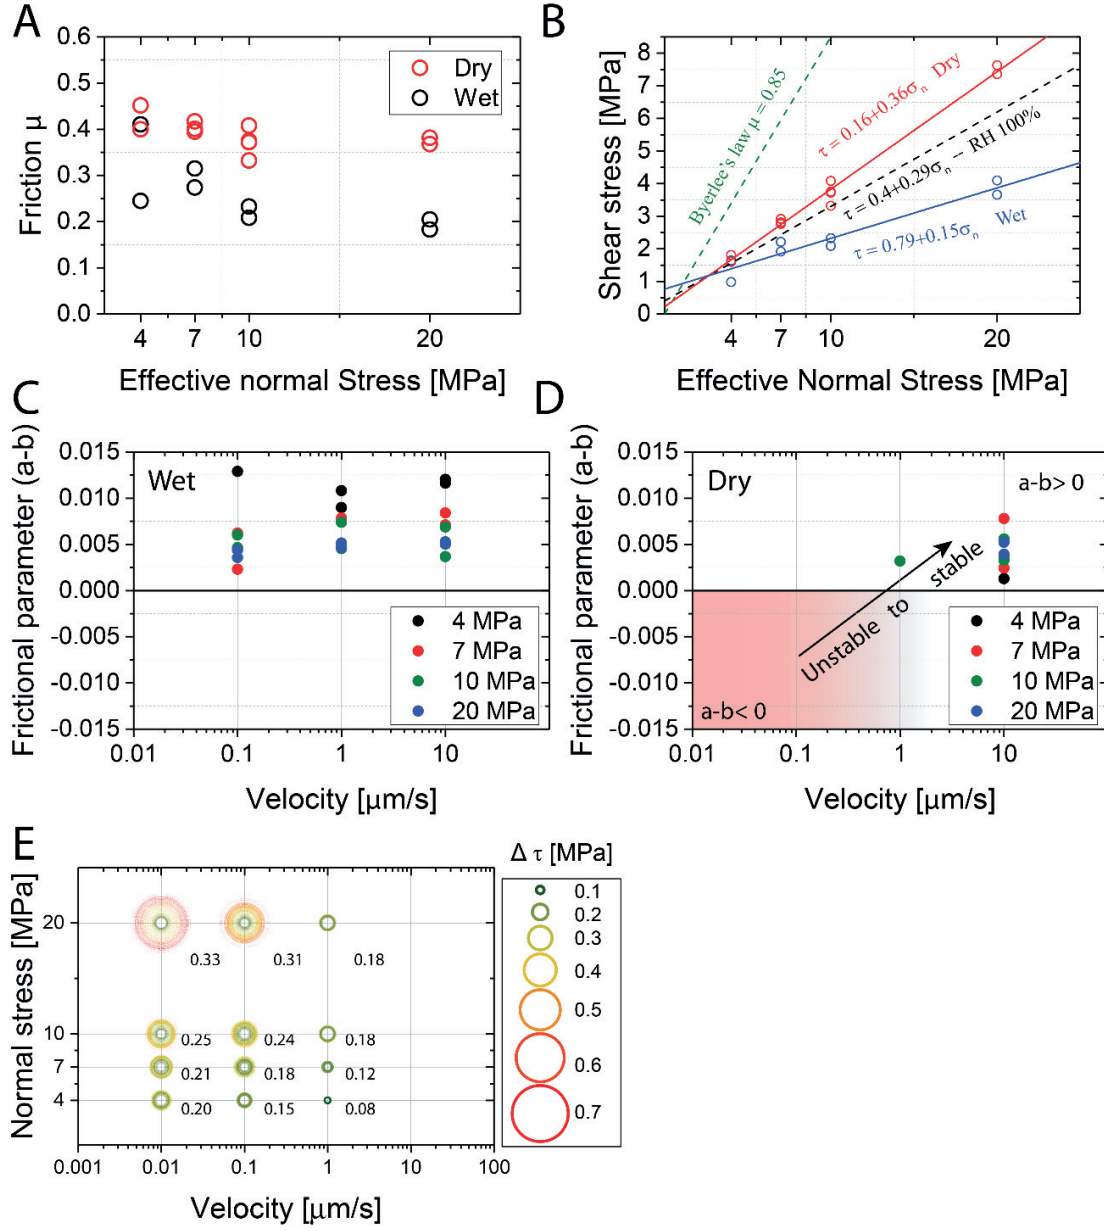 A
0.6
0.5
0.4
0.3
0.2
0.1
0.0
Friction μ
Dry
Wet
4 7 10 20
Effective normal Stress [MPa]
B
8
7
6
5
4
3
2
1
0
Shear stress [MPa]
Byerlee's law μ = 0.85
τ = 0.16+0.36σn Dry
τ = 0.4+0.29σn – RH 100%
τ = 0.79+0.15σn Wet
4 7 10 20
Effective Normal Stress [MPa]
C
0.015
0.010
0.005
0.000
-0.005
-0.010
-0.015
Frictional parameter (a-b)
Wet
4 MPa
7 MPa
10 MPa
20 MPa
0.01 0.1 1 10
Velocity [μm/s]
D
0.015
0.010
0.005
0.000
-0.005
-0.010
-0.015
Frictional parameter (a-b)
Dry
a-b> 0
Unstable to stable
a-b< 0
4 MPa
7 MPa
10 MPa
20 MPa
0.01 0.1 1 10
Velocity [μm/s]
E
Normal stress [MPa]
20
10
7
4
0.33 0.31 0.18
0.25 0.24 0.18
0.21 0.18 0.12
0.20 0.15 0.08
0.001 0.01 0.1 1 10 100
Velocity [μm/s]
Δ τ [MPa]
0.1
0.2
0.3
0.4
0.5
0.6
0.7